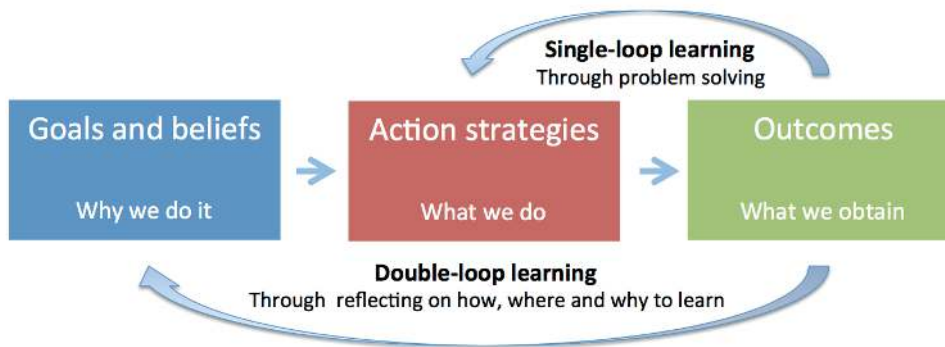 Single-loop learning
Through problem solving
Goals and beliefs
Why we do it
Action strategies
What we do
Outcomes
What we obtain
Double-loop learning
Through reflecting on how, where and why to learn